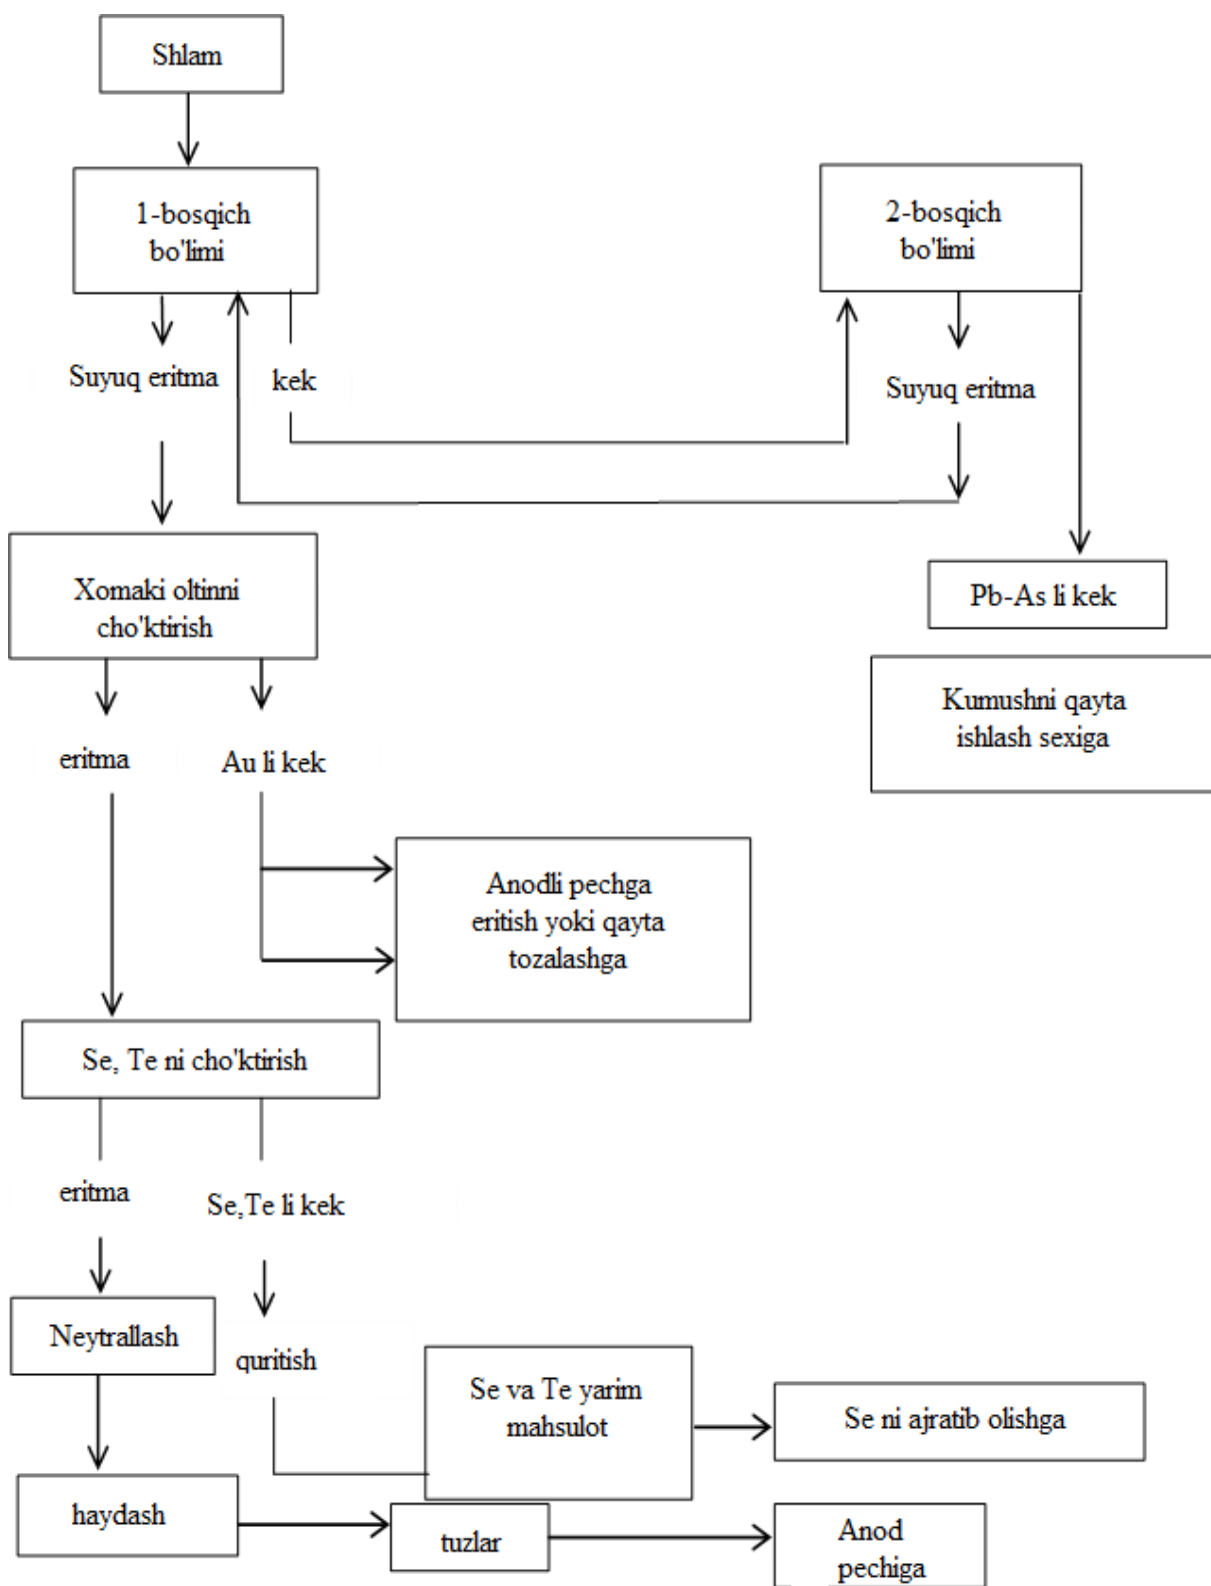 Shlam
1-bosqich
bo'limi
2-bosqich
bo'limi
Suyuq eritma
kek
Suyuq eritma
Xomaki oltinni
cho'ktirish
Pb-As li kek
Kumushni qayta
ishlash sexiga
eritma
Au li kek
Anodli pechga
eritish yoki qayta
tozalashga
Se, Te ni cho'ktirish
eritma
Se,Te li kek
Neytrallash
quritish
Se va Te yarim
mahsulot
Se ni ajratib olishga
haydash
tuzlar
Anod
pechiga